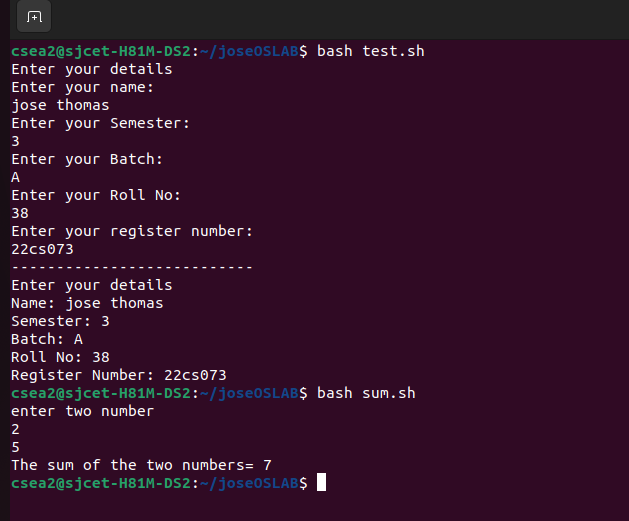 csea2@sjcet-H81M-DS2:~/joseOSLAB$ bash test.sh
Enter your details
Enter your name:
jose thomas
Enter your Semester:
3
Enter your Batch:
A
Enter your Roll No:
38
Enter your register number:
22cs073
---------------------------
Enter your details
Name: jose thomas
Semester: 3
Batch: A
Roll No: 38
Register Number: 22cs073
csea2@sjcet-H81M-DS2:~/joseOSLAB$ bash sum.sh
enter two number
2
5
The sum of the two numbers= 7
csea2@sjcet-H81M-DS2:~/joseOSLAB$